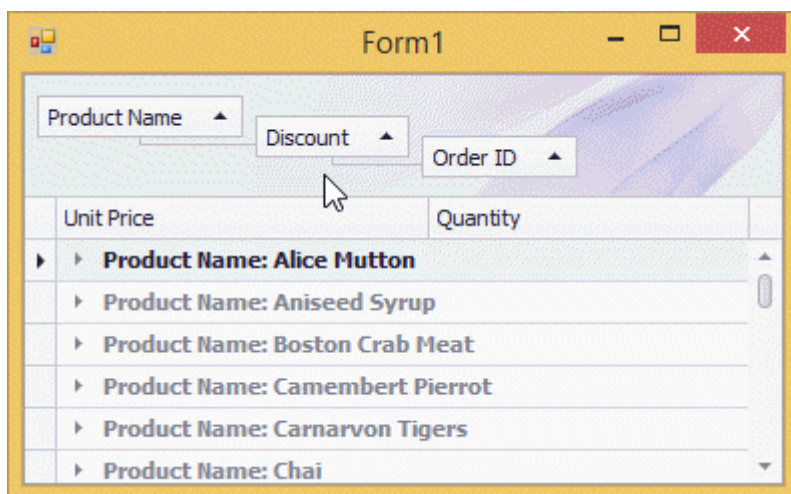 Form1
Product Name
Discount
Order ID
Unit Price Quantity
Product Name: Alice Mutton
Product Name: Aniseed Syrup
Product Name: Boston Crab Meat
Product Name: Camembert Pierrot
Product Name: Carnarvon Tigers
Product Name: Chai